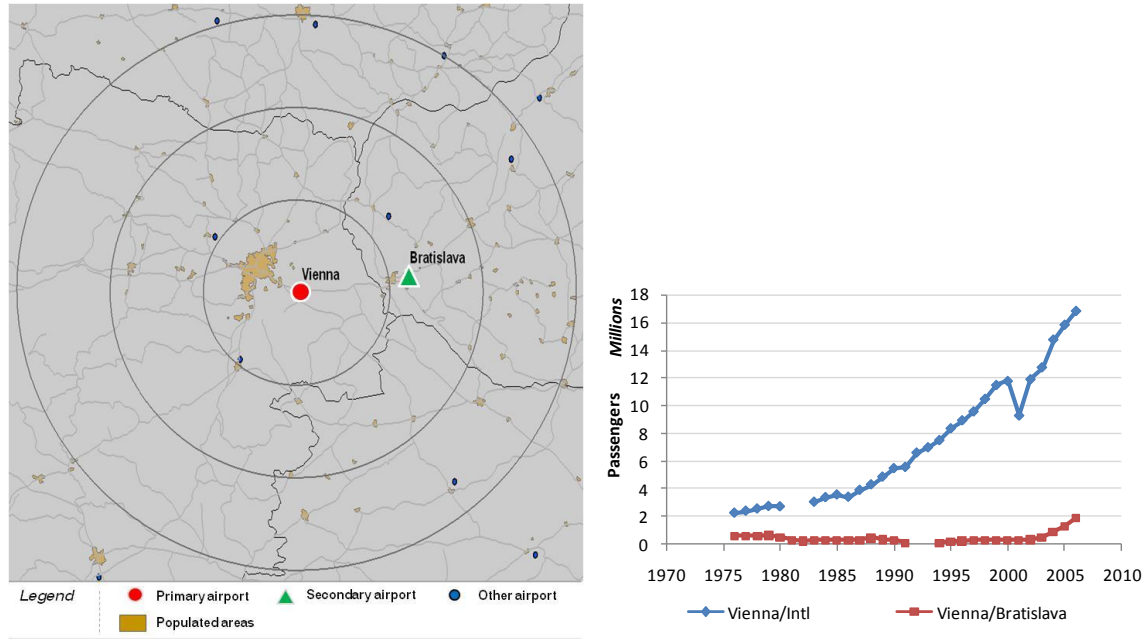 Vienna
Bratislava
Legend
Primary airport
Secondary airport
Other airport
Populated areas
Passengers Millions
18
16
14
12
10
8
6
4
2
0
1970 1975 1980 1985 1990 1995 2000 2005 2010
Vienna/Intl Vienna/Bratislava